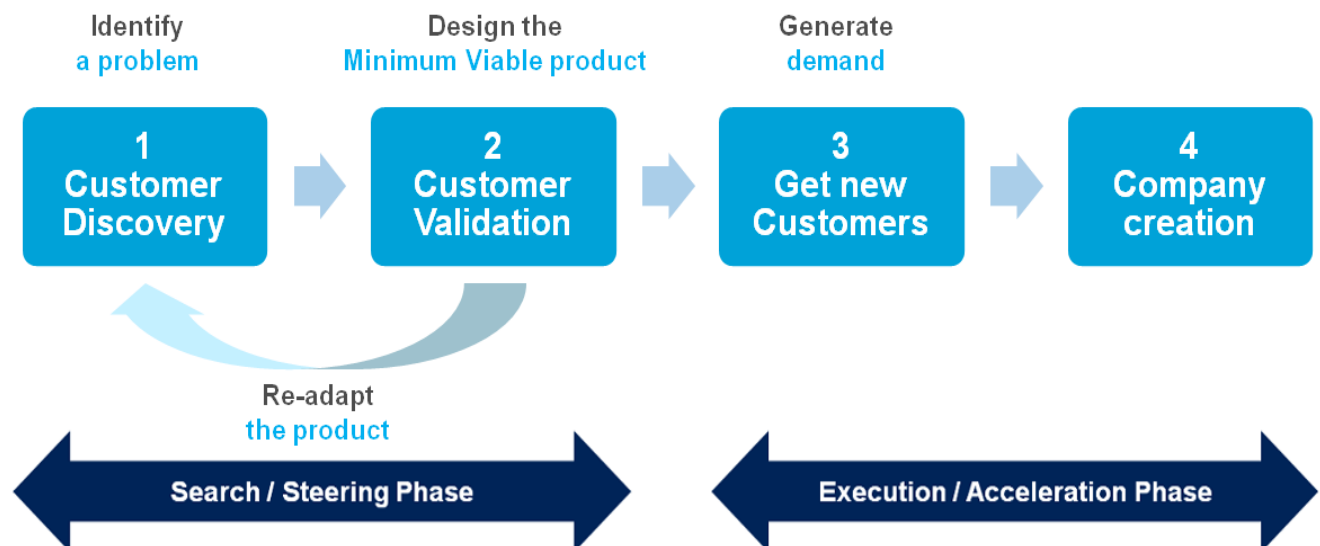 Identify
a problem
Design the
Minimum Viable product
Generate
demand
1
Customer
Discovery
2
Customer
Validation
3
Get new
Customers
4
Company
creation
Re-adapt
the product
Search / Steering Phase
Execution / Acceleration Phase